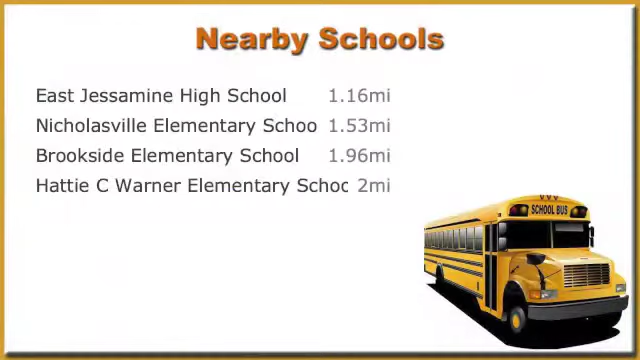 Nearby Schools
East Jessamine High School 1.16mi
Nicholasville Elementary Schoo 1.53mi
Brookside Elementary School 1.96mi
Hattie C Warner Elementary Schoc 2mi
SCHOOL BUS